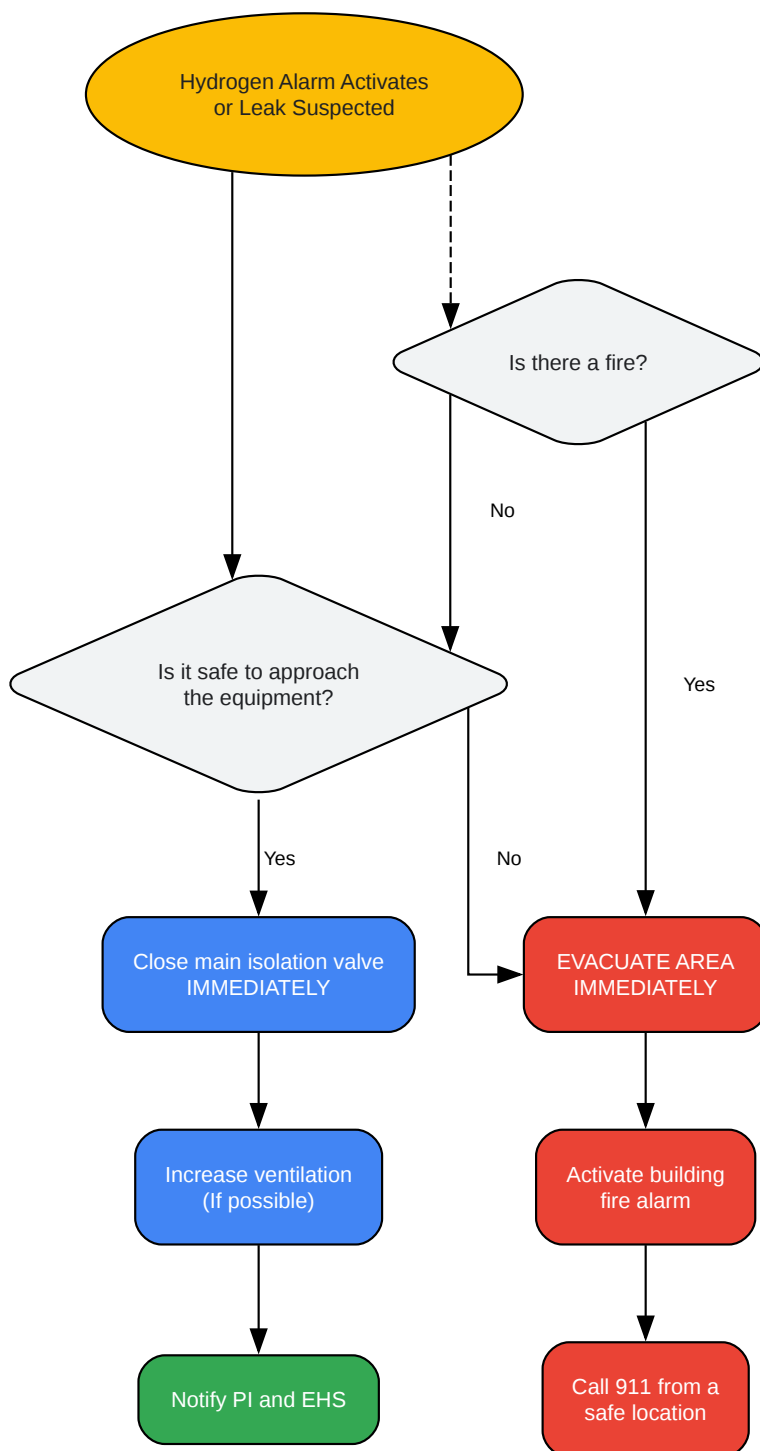 Hydrogen Alarm Activates
or Leak Suspected
Is there a fire?
No
Is it safe to approach
the equipment?
Yes
Yes
No
Close main isolation valve
IMMEDIATELY
EVACUATE AREA
IMMEDIATELY
Increase ventilation
(If possible)
Activate building
fire alarm
Notify PI and EHS
Call 911 from a
safe location